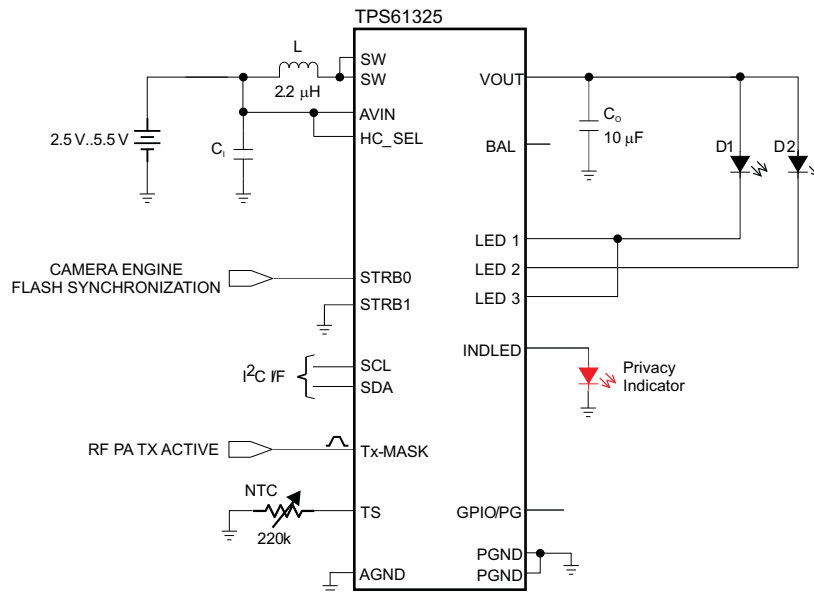 TPS61325
L
2.2 μH
SW
SW
AVIN
HC_SEL
2.5 V..5.5 V
C_I
VOUT
C_O
10 μF
BAL
D1
D2
LED 1
LED 2
LED 3
CAMERA ENGINE
FLASH SYNCHRONIZATION
STRB0
STRB1
INDLED
Privacy
Indicator
I²C I/F
SCL
SDA
RF PA TX ACTIVE
Tx-MASK
NTC
220k
TS
GPIO/PG
AGND
PGND
PGND